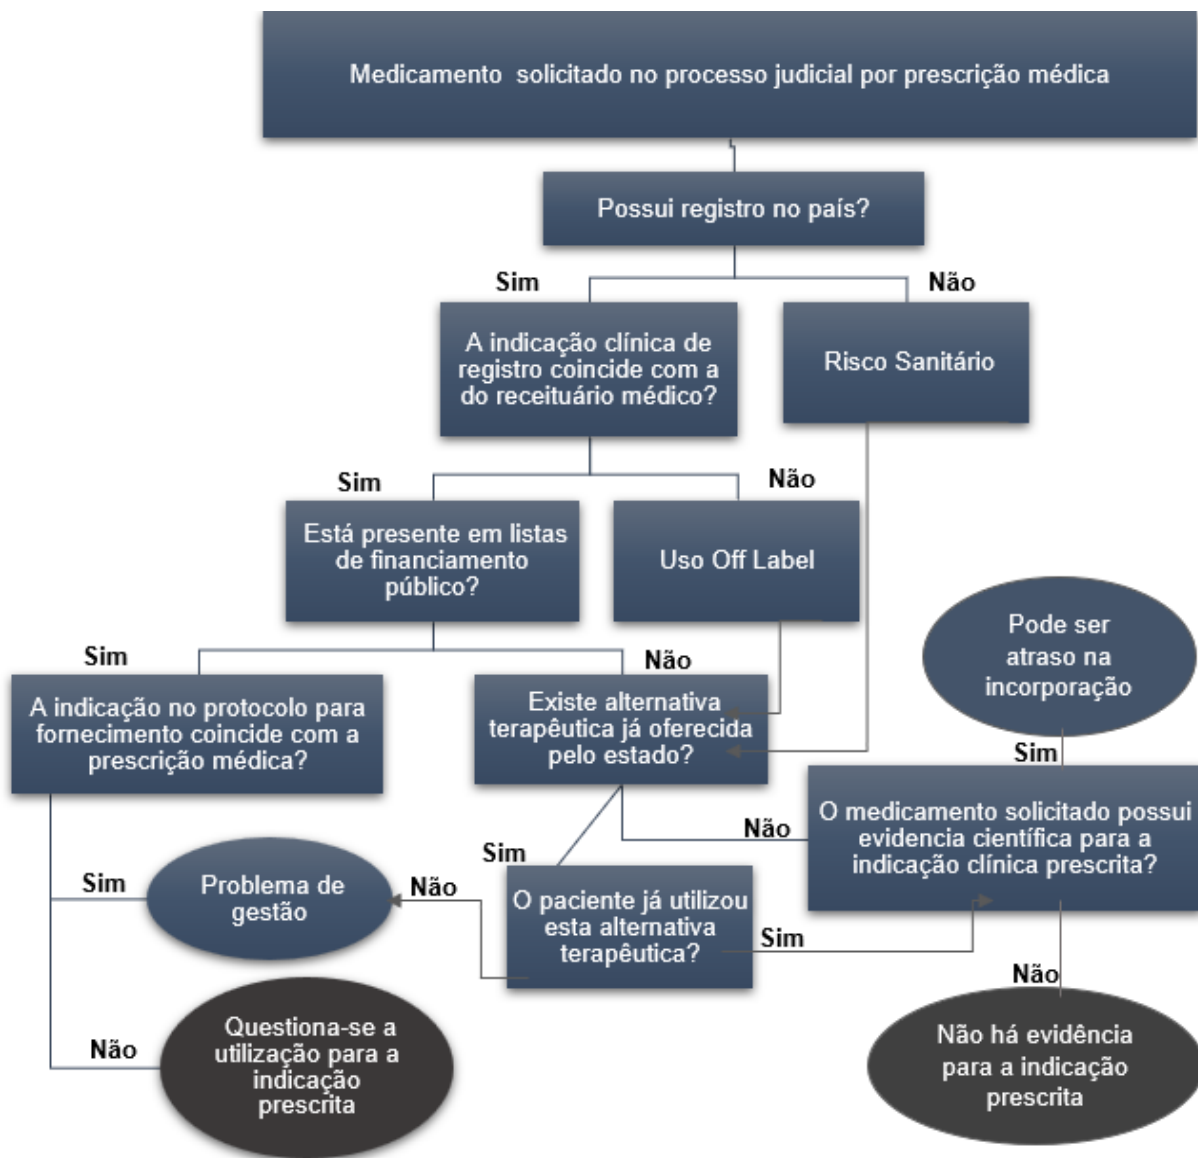 Medicamento  solicitado no processo judicial por prescrição médica
Possui registro no país?
Sim
Não
A indicação clínica de
registro coincide com a
do receituário médico?
Risco Sanitário
Sim
Não
Está presente em listas
de financiamento
público?
Uso Off Label
Pode ser
atraso na
incorporação
Sim
Não
A indicação no protocolo para
fornecimento coincide com a
prescrição médica?
Existe alternativa
terapêutica já oferecida
pelo estado?
Sim
O medicamento solicitado possui
evidencia científica para a
indicação clínica prescrita?
Não
Sim
Sim
Problema de
gestão
Não
O paciente já utilizou
esta alternativa
terapêutica?
Sim
Não
Não
Questiona-se a
utilização para a
indicação
prescrita
Não há evidência
para a indicação
prescrita